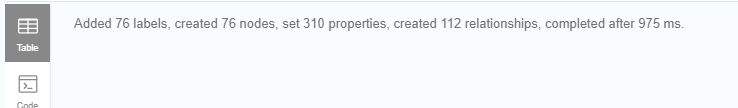 Added 76 labels, created 76 nodes, set 310 properties, created 112 relationships, completed after 975 ms.
Table
Code